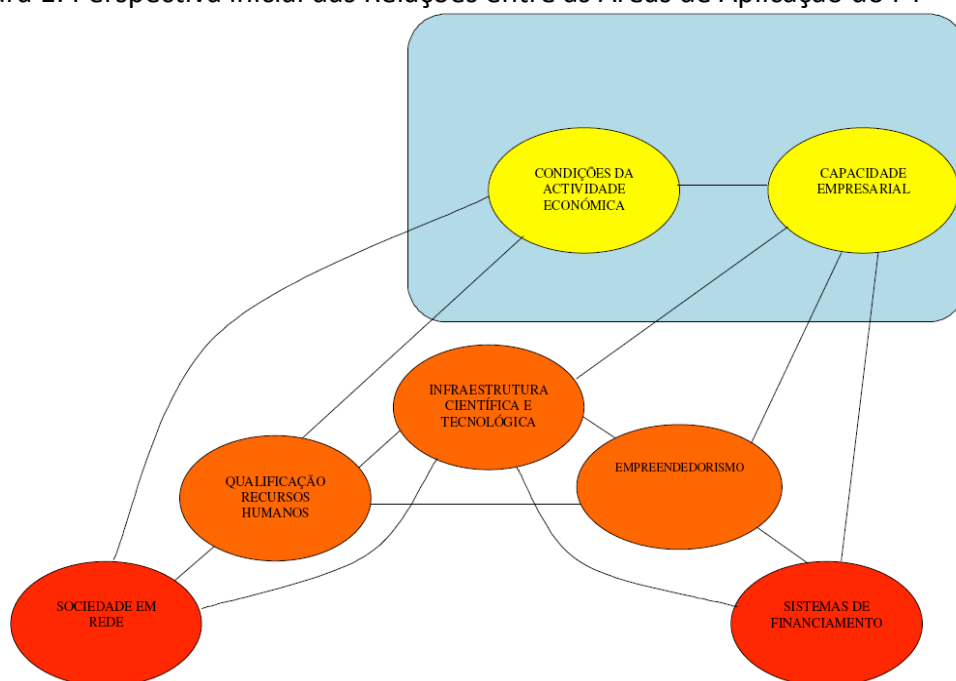 1. Perspectiva Inicial das Relações entre as Áreas de Aplicação do
CONDIÇÕES DA
ACTIVIDADE
ECONÓMICA
CAPACIDADE
EMPRESARIAL
INFRAESTRUTURA
CIENTÍFICA E
TECNOLÓGICA
EMPREENDEDORISMO
QUALIFICAÇÃO
RECURSOS
HUMANOS
SOCIEDADE EM
REDE
SISTEMAS DE
FINANCIAMENTO